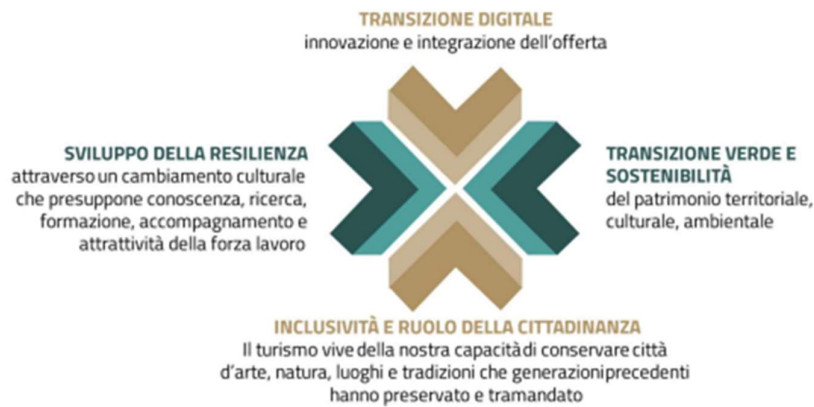 TRANSIZIONE DIGITALE
innovazione e integrazione dell'offerta
SVILUPPO DELLA RESILIENZA
attraverso un cambiamento culturale
che presuppone conoscenza, ricerca,
formazione, accompagnamento e
attrattività della forza lavoro
TRANSIZIONE VERDE E
SOSTENIBILITÀ
del patrimonio territoriale,
culturale, ambientale
INCLUSIVITÀ E RUOLO DELLA CITTADINANZA
Il turismo vive della nostra capacità di conservare città
d'arte, natura, luoghi e tradizioni che generazioni precedenti
hanno preservato e tramandato